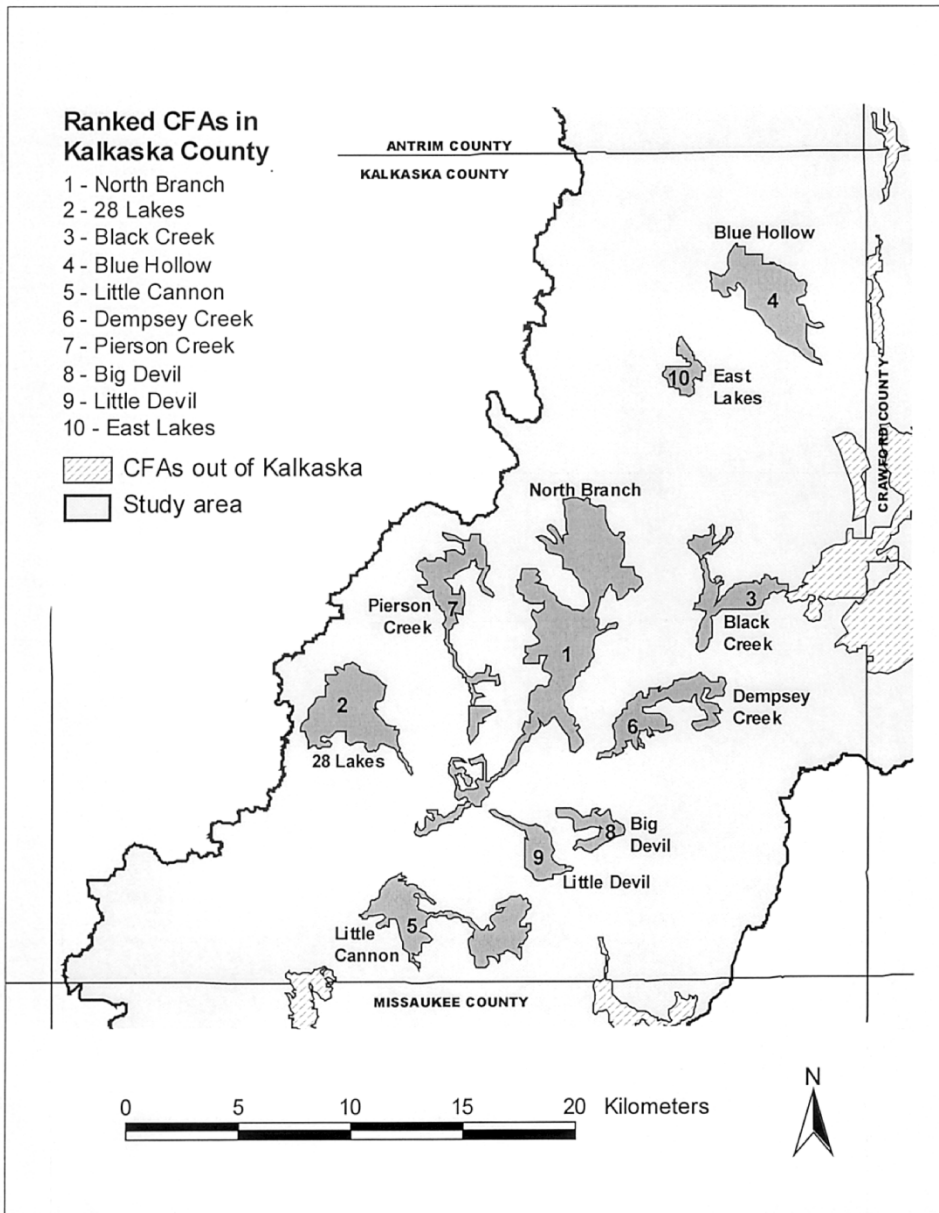 Ranked CFAs in
Kalkaska County
1 - North Branch
2 - 28 Lakes
3 - Black Creek
4 - Blue Hollow
5 - Little Cannon
6 - Dempsey Creek
7 - Pierson Creek
8 - Big Devil
9 - Little Devil
10 - East Lakes
CFAs out of Kalkaska
Study area
ANTRIM COUNTY
KALKASKA COUNTY
Blue Hollow
4
10
East
Lakes
CRAWFORD COUNTY
North Branch
Pierson
Creek
7
1
3
Black
Creek
2
28 Lakes
6
Dempsey
Creek
8
Big
Devil
9
Little Devil
5
Little
Cannon
MISSAUKEE COUNTY
0 5 10 15 20 Kilometers
N